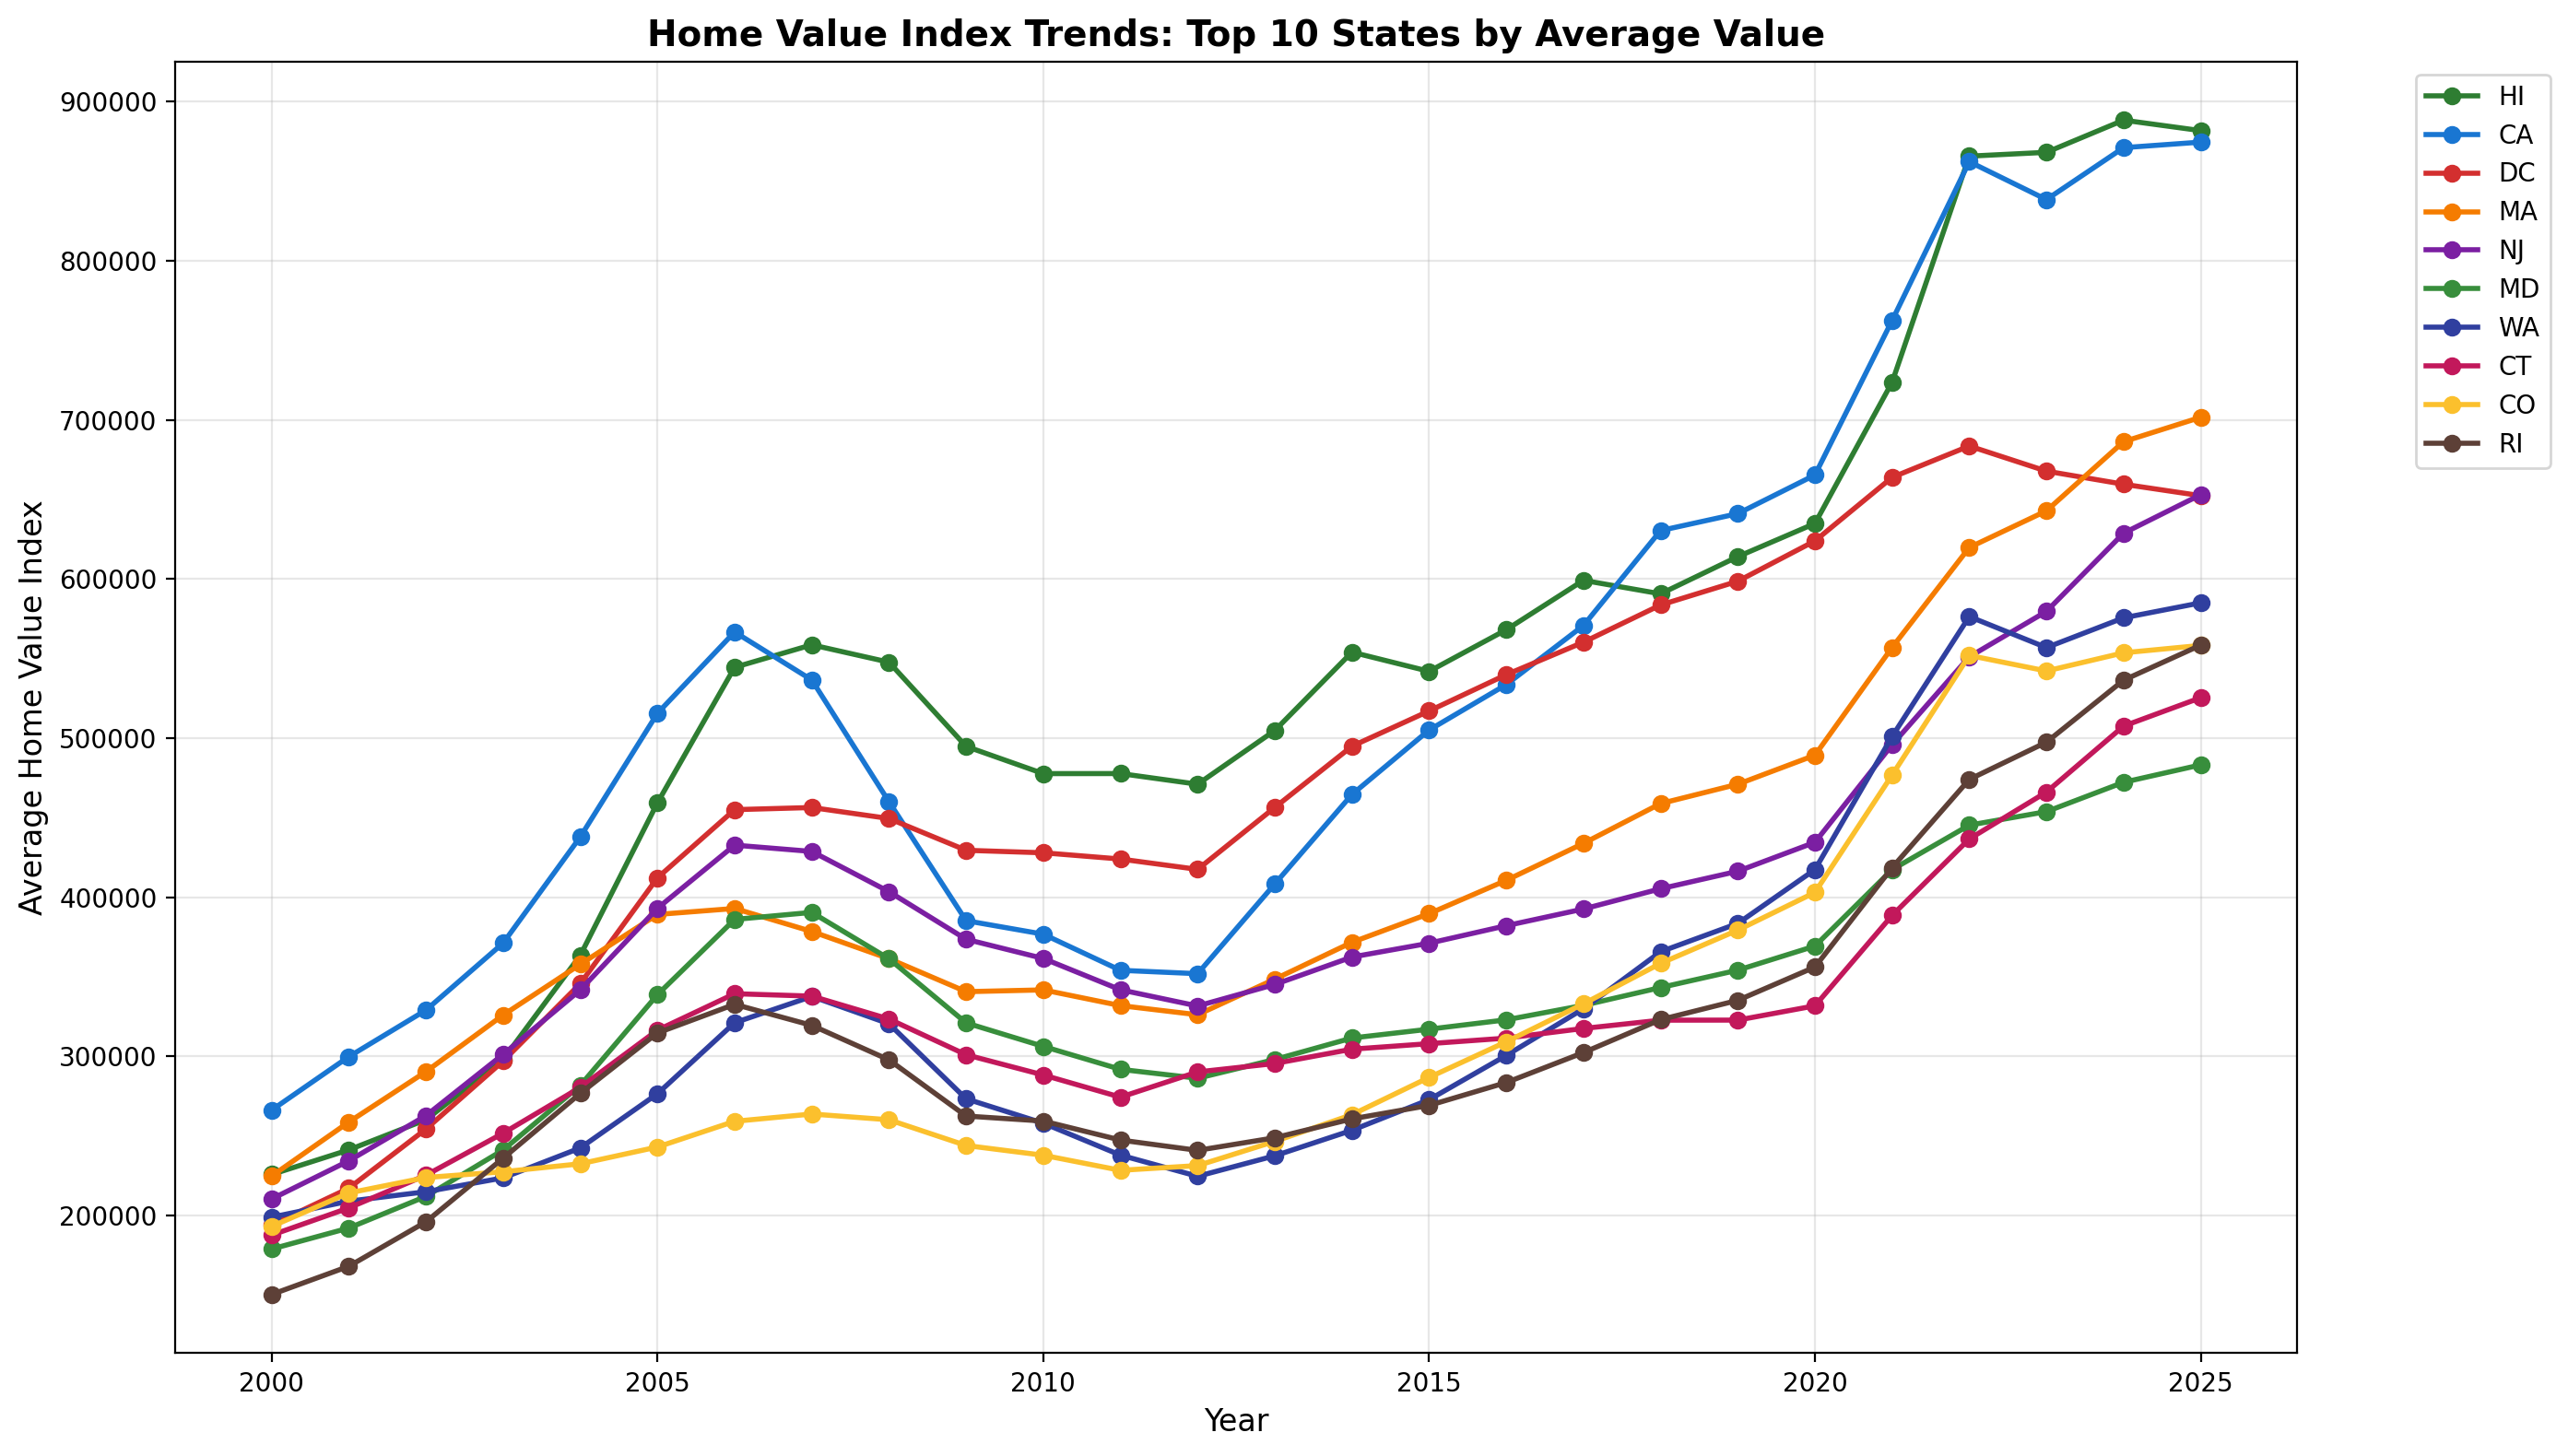 Home Value Index Trends: Top 10 States by Average Value
Average Home Value Index
900000
800000
700000
600000
500000
400000
300000
200000
2000
2005
2010
2015
2020
2025
Year
HI
CA
DC
MA
NJ
MD
WA
CT
CO
RI